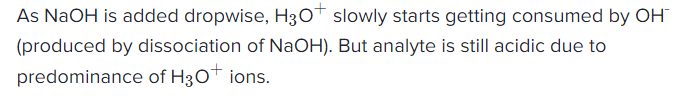 As NaOH is added dropwise, H₃O⁺ slowly starts getting consumed by OH⁻
(produced by dissociation of NaOH). But analyte is still acidic due to
predominance of H₃O⁺ ions.